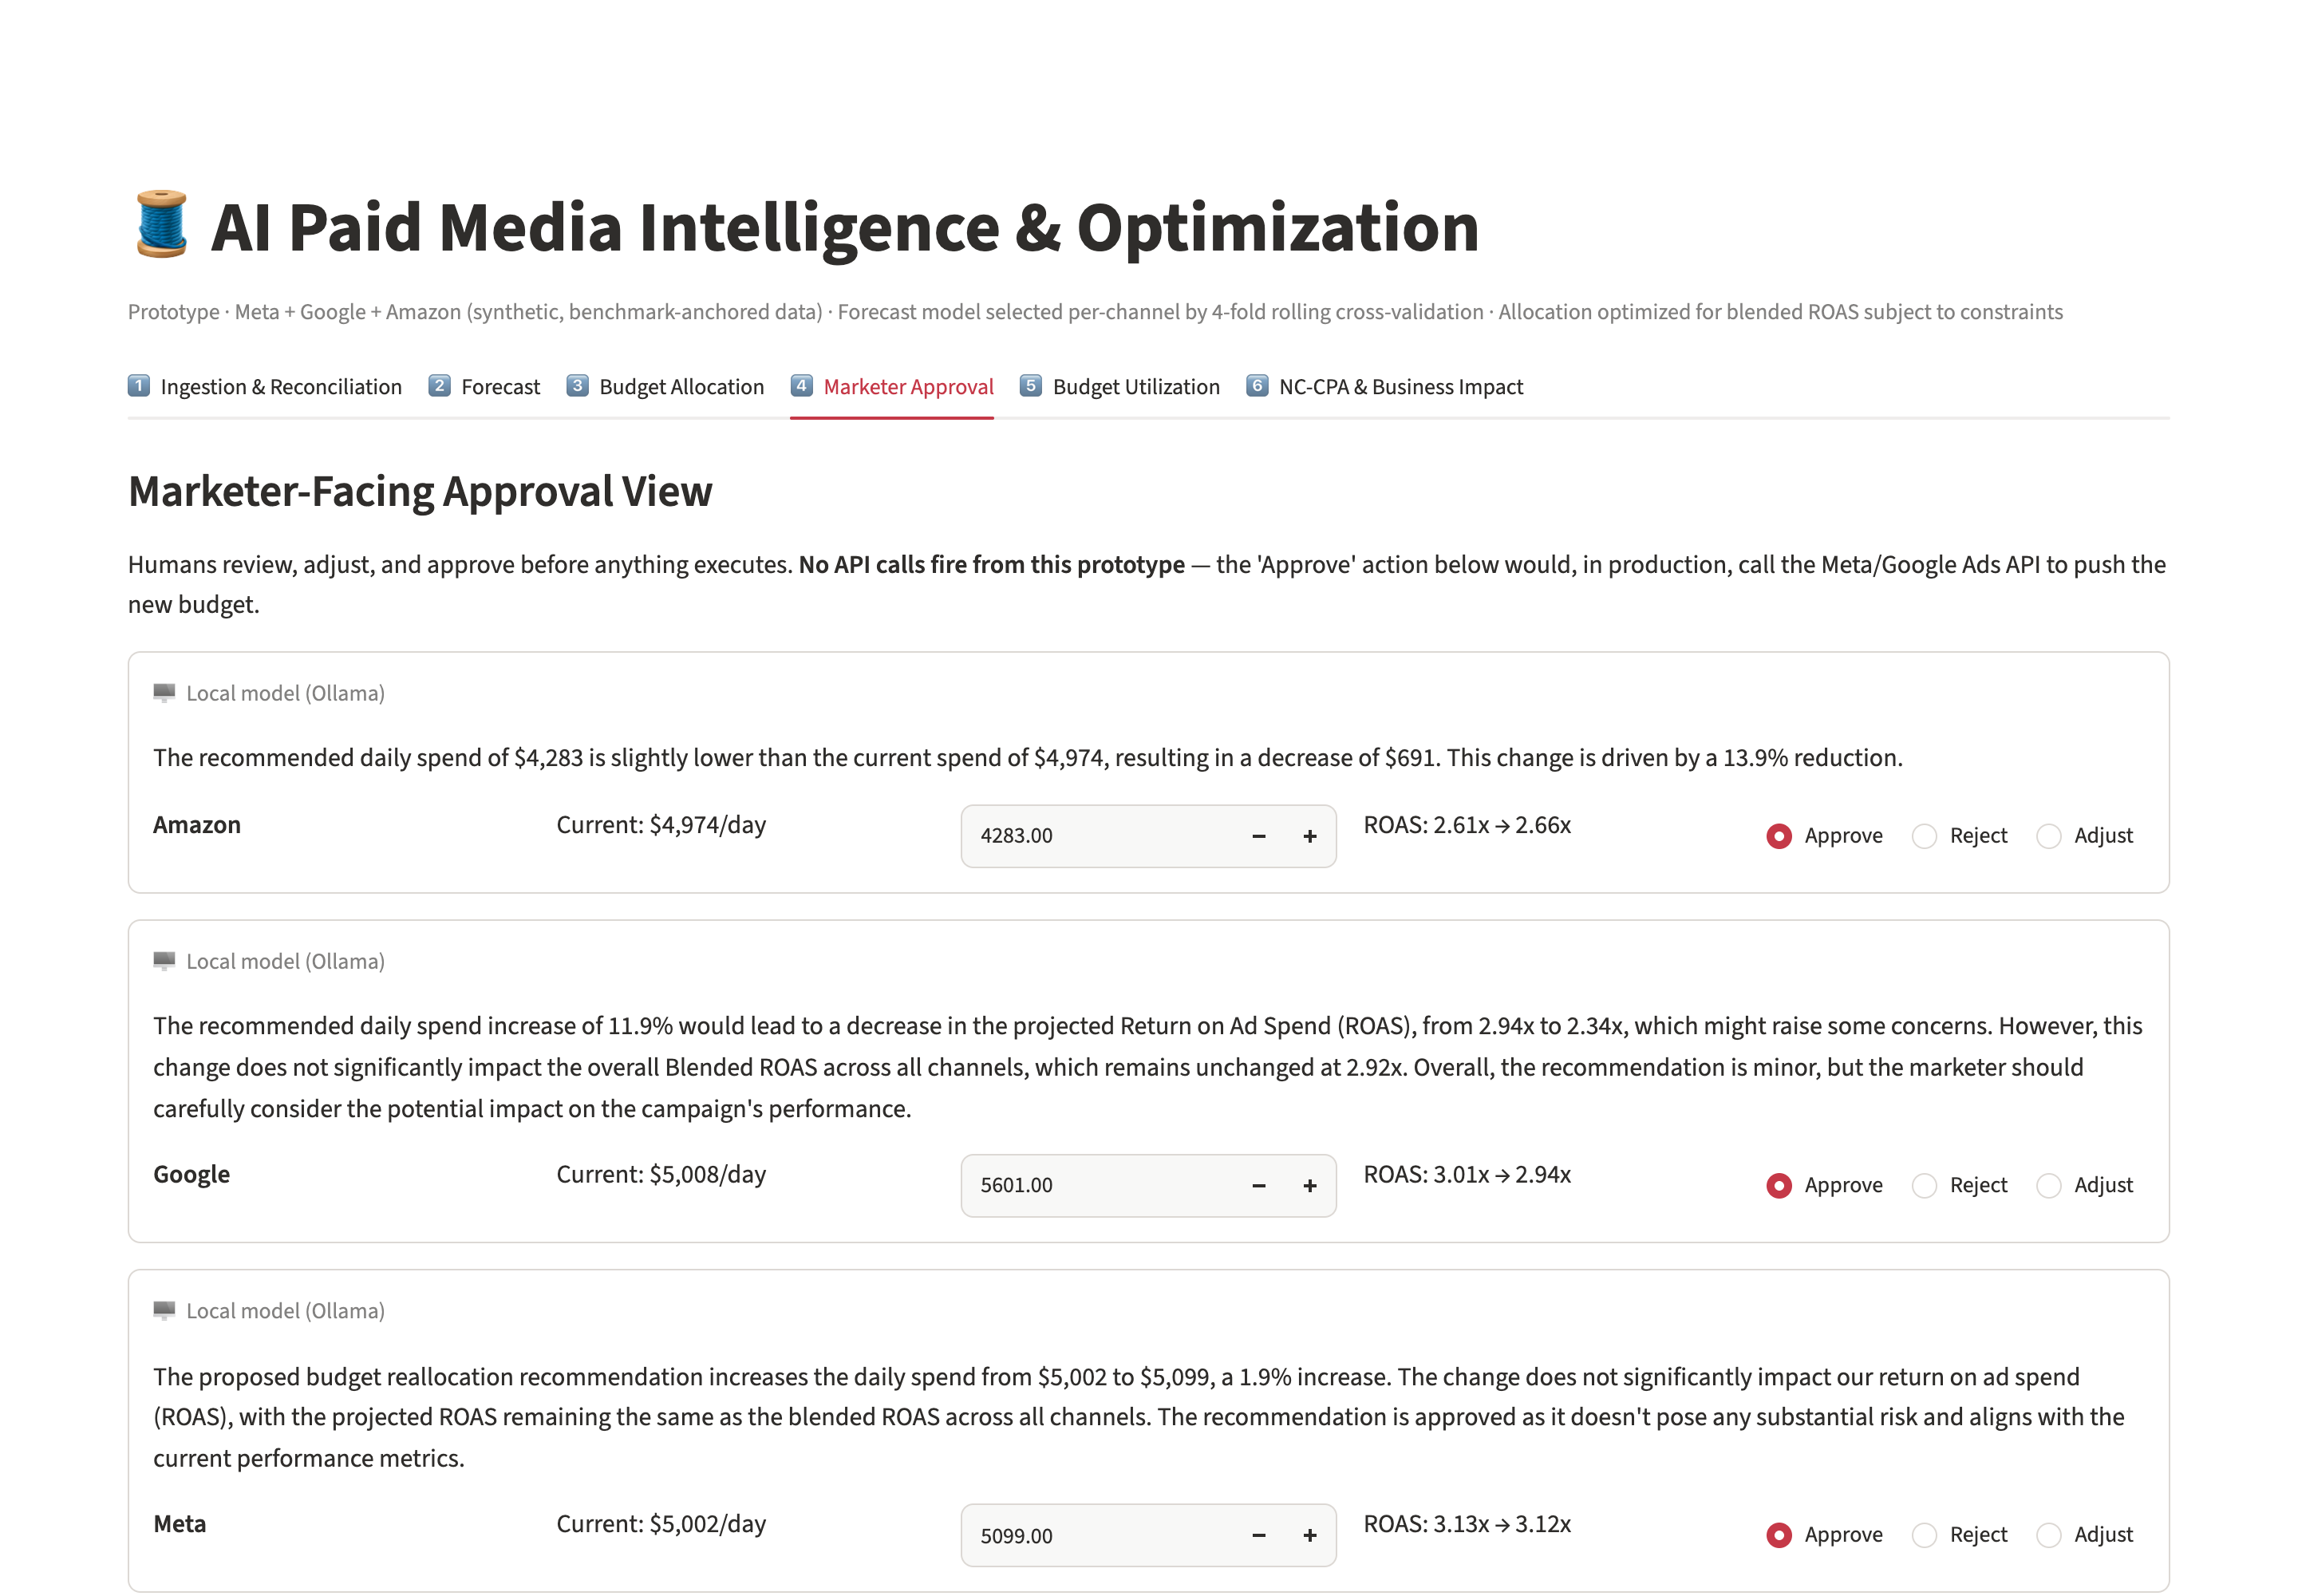 AI Paid Media Intelligence & Optimization
Prototype · Meta + Google + Amazon (synthetic, benchmark-anchored data) · Forecast model selected per-channel by 4-fold rolling cross-validation · Allocation optimized for blended ROAS subject to constraints
1 Ingestion & Reconciliation 2 Forecast 3 Budget Allocation 4 Marketer Approval 5 Budget Utilization 6 NC-CPA & Business Impact
Marketer-Facing Approval View
Humans review, adjust, and approve before anything executes. No API calls fire from this prototype — the 'Approve' action below would, in production, call the Meta/Google Ads API to push the
new budget.
Local model (Ollama)
The recommended daily spend of $4,283 is slightly lower than the current spend of $4,974, resulting in a decrease of $691. This change is driven by a 13.9% reduction.
Amazon Current: $4,974/day 4283.00 − + ROAS: 2.61x → 2.66x Approve Reject Adjust
Local model (Ollama)
The recommended daily spend increase of 11.9% would lead to a decrease in the projected Return on Ad Spend (ROAS), from 2.94x to 2.34x, which might raise some concerns. However, this
change does not significantly impact the overall Blended ROAS across all channels, which remains unchanged at 2.92x. Overall, the recommendation is minor, but the marketer should
carefully consider the potential impact on the campaign's performance.
Google Current: $5,008/day 5601.00 − + ROAS: 3.01x → 2.94x Approve Reject Adjust
Local model (Ollama)
The proposed budget reallocation recommendation increases the daily spend from $5,002 to $5,099, a 1.9% increase. The change does not significantly impact our return on ad spend
(ROAS), with the projected ROAS remaining the same as the blended ROAS across all channels. The recommendation is approved as it doesn't pose any substantial risk and aligns with the
current performance metrics.
Meta Current: $5,002/day 5099.00 − + ROAS: 3.13x → 3.12x Approve Reject Adjust